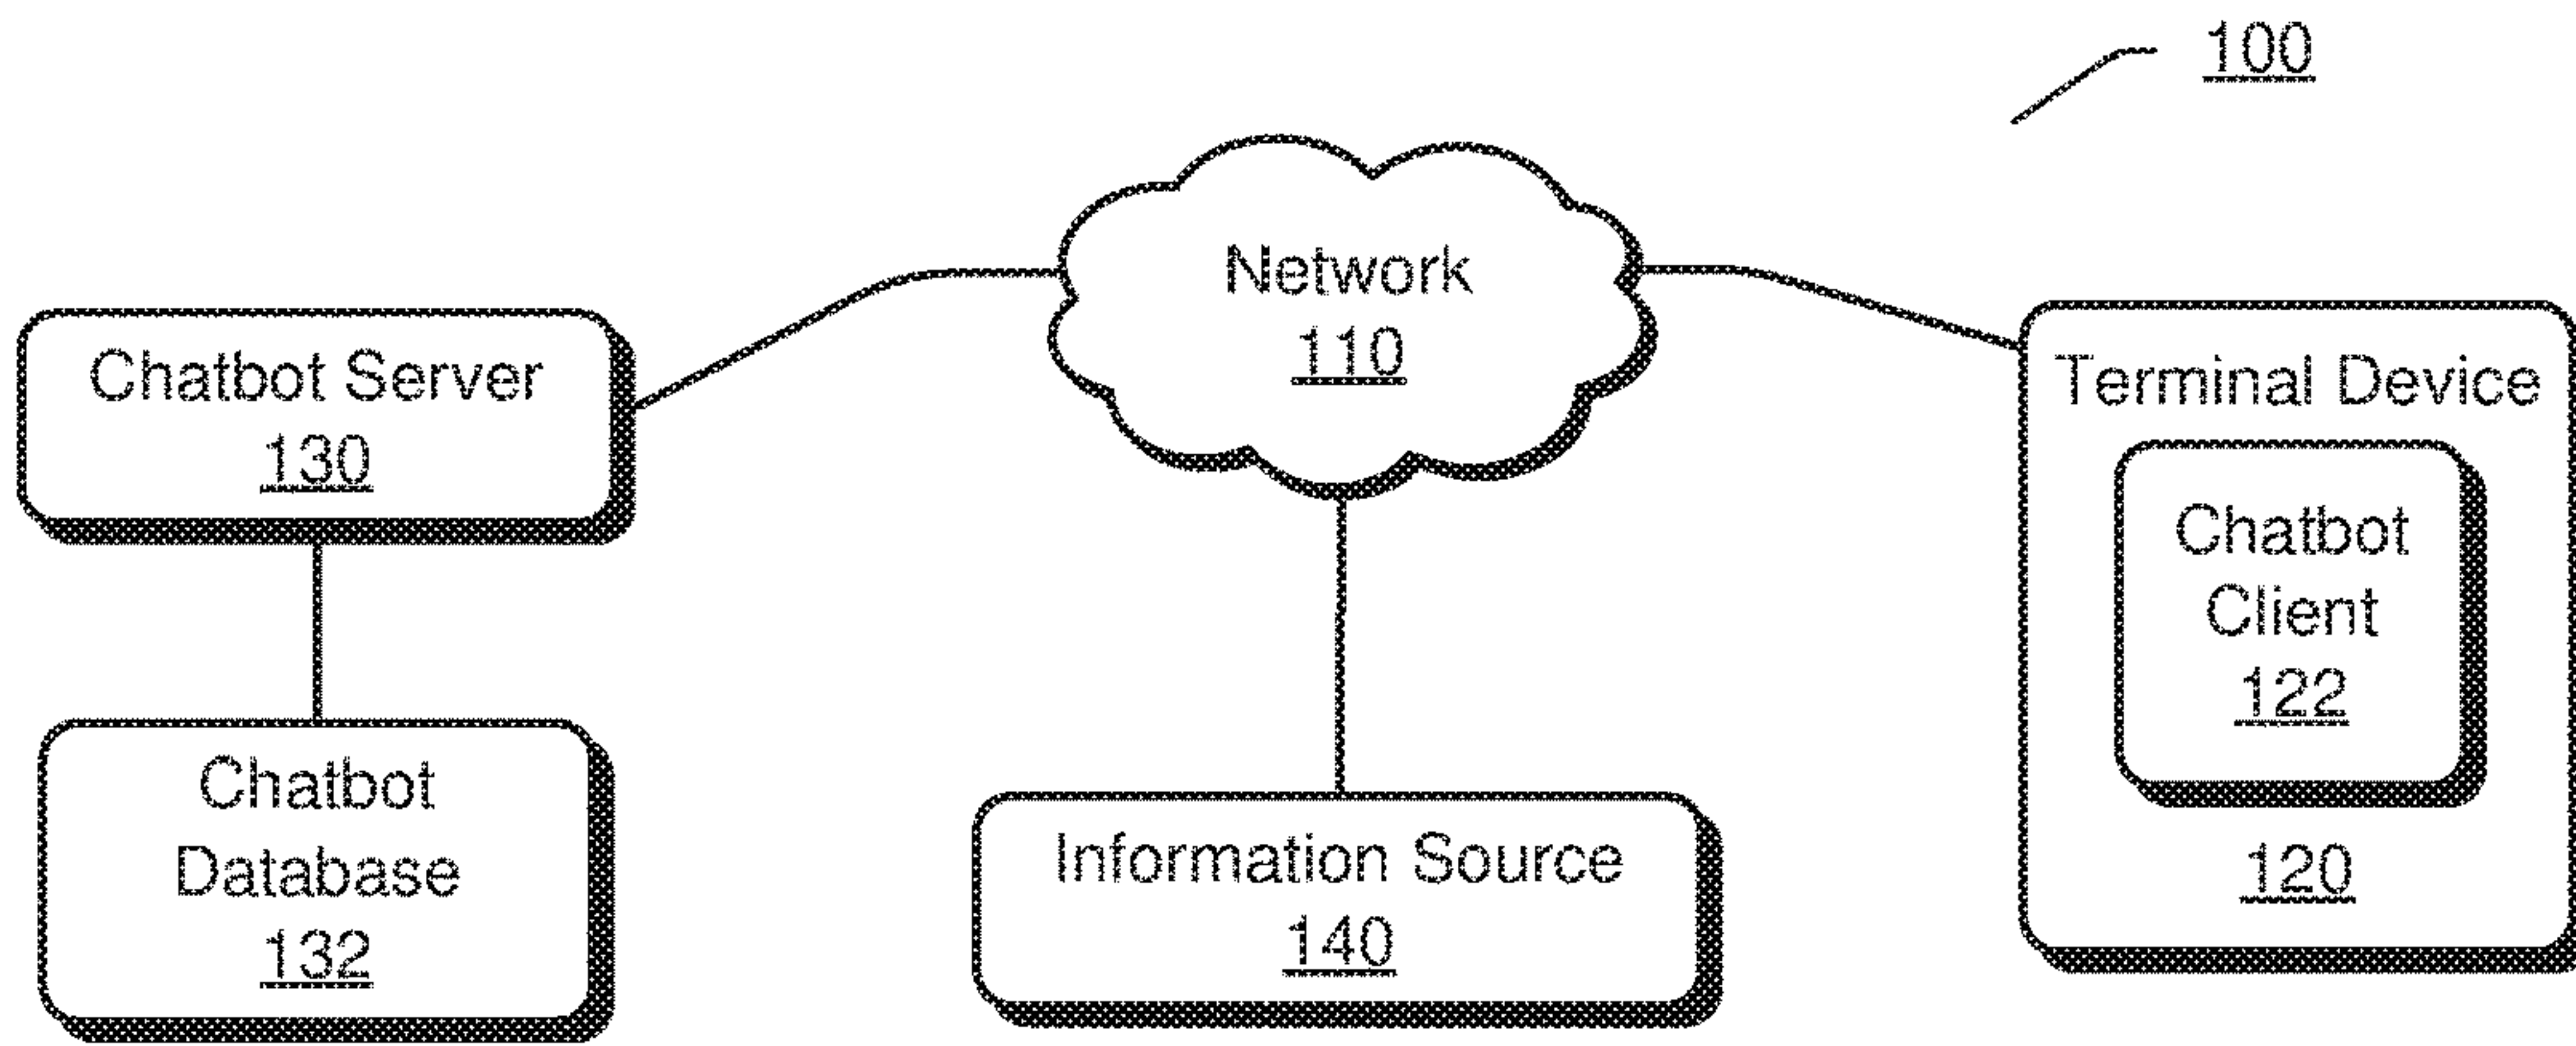 100
Network
110
Chatbot Server
130
Terminal Device
Chatbot
Client
122
120
Chatbot
Database
132
Information Source
140